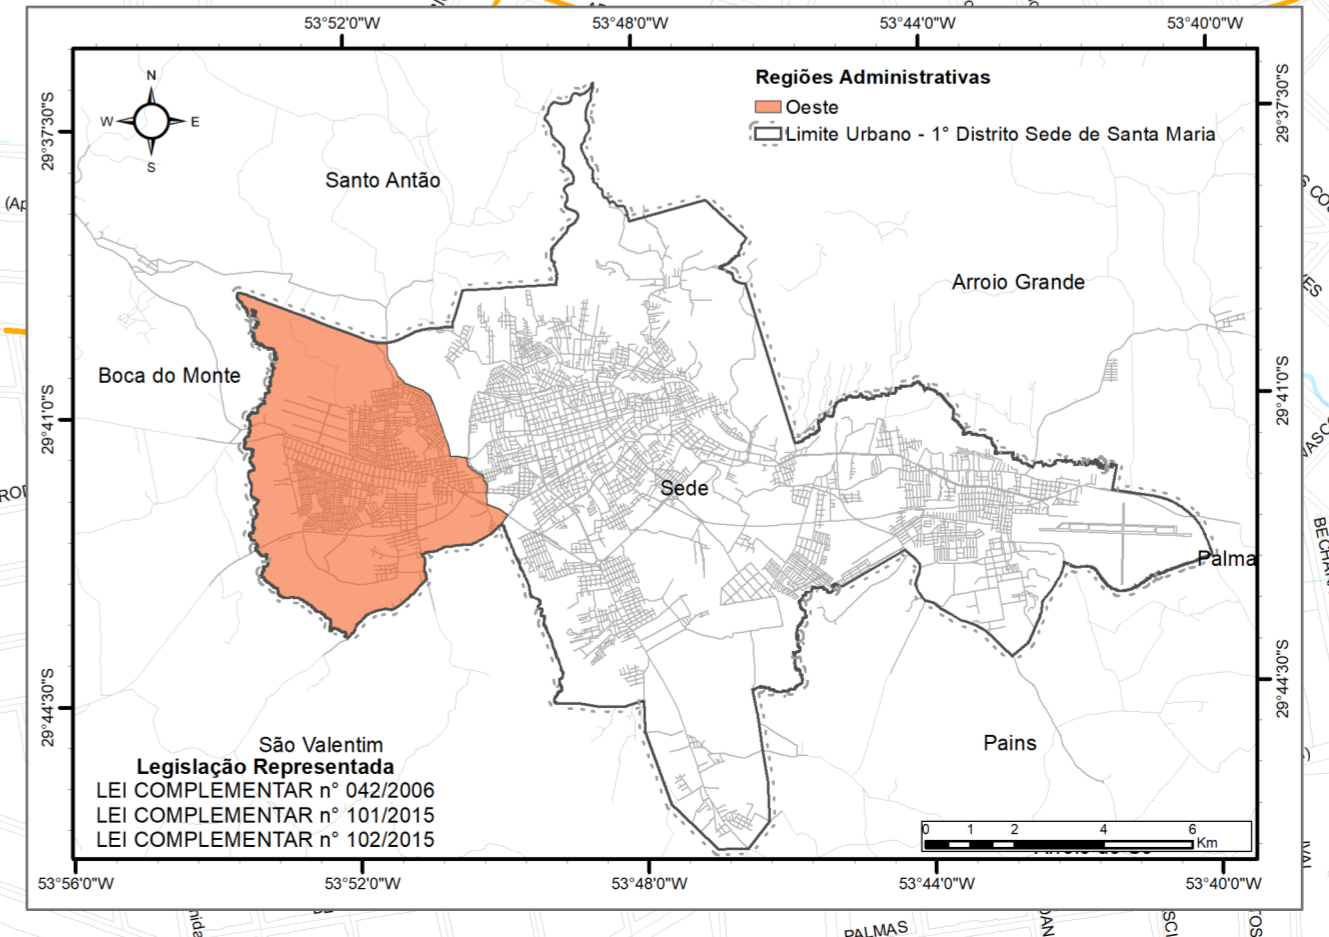 53°52'0"W 53°48'0"W 53°44'0"W 53°40'0"W
29°37'30"S
29°37'30"S
N
W E
S
Regiões Administrativas
Oeste
Limite Urbano - 1° Distrito Sede de Santa Maria
Santo Antão
Arroio Grande
Boca do Monte
29°41'0"S
29°41'0"S
Sede
Palma
29°44'30"S
29°44'30"S
São Valentim
Pains
Legislação Representada
LEI COMPLEMENTAR n° 042/2006
LEI COMPLEMENTAR n° 101/2015
LEI COMPLEMENTAR n° 102/2015
0 1 2 4 6
Km
53°56'0"W 53°52'0"W 53°48'0"W 53°44'0"W 53°40'0"W
PALMAS